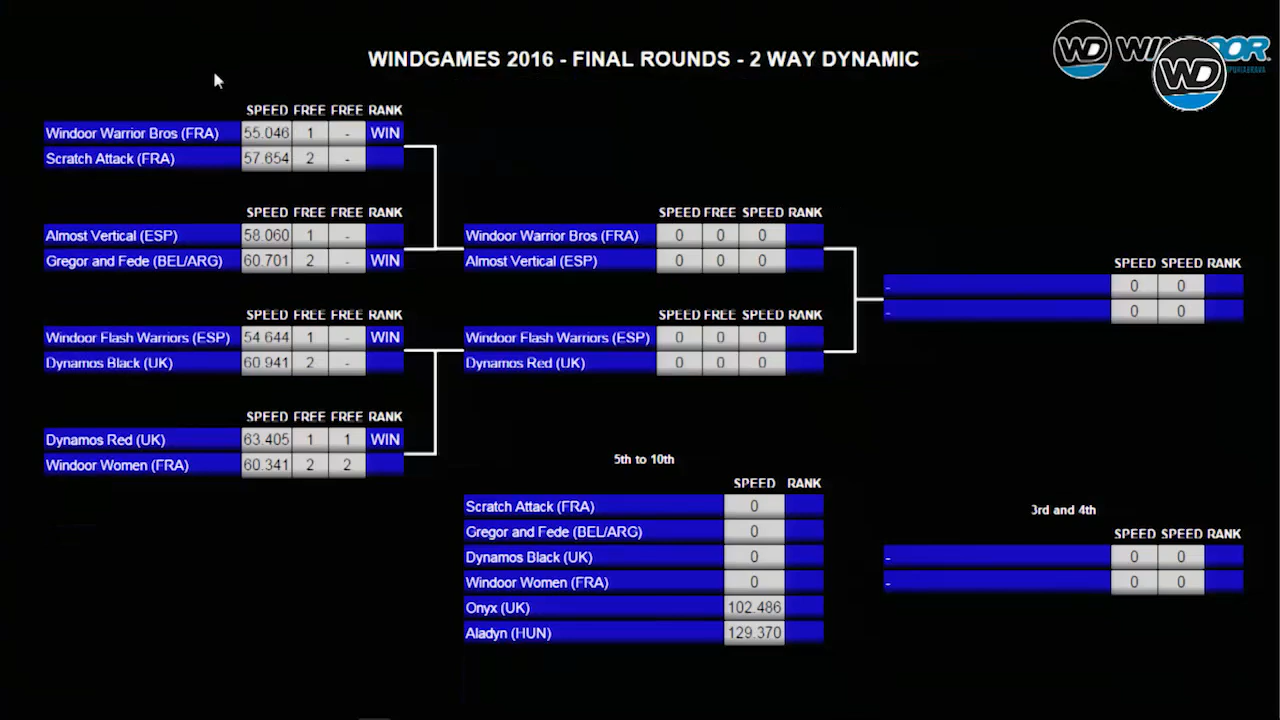 WINDGAMES 2016 - FINAL ROUNDS - 2 WAY DYNAMIC
WD
WD
SPEED FREE FREE RANK
Windoor Warrior Bros (FRA) 55.046 1 - WIN
Scratch Attack (FRA) 57.654 2 -
SPEED FREE FREE RANK
Almost Vertical (ESP) 58.060 1 -
Gregor and Fede (BEL/ARG) 60.701 2 - WIN
SPEED FREE FREE RANK
Windoor Flash Warriors (ESP) 54.644 1 - WIN
Dynamos Black (UK) 60.941 2 -
SPEED FREE FREE RANK
Dynamos Red (UK) 63.405 1 1 WIN
Windoor Women (FRA) 60.341 2 2
SPEED FREE SPEED RANK
Windoor Warrior Bros (FRA) 0 0 0
Almost Vertical (ESP) 0 0 0
SPEED FREE SPEED RANK
Windoor Flash Warriors (ESP) 0 0 0
Dynamos Red (UK) 0 0 0
SPEED SPEED RANK
- 0 0
- 0 0
5th to 10th
SPEED RANK
Scratch Attack (FRA) 0
Gregor and Fede (BEL/ARG) 0
Dynamos Black (UK) 0
Windoor Women (FRA) 0
Onyx (UK) 102.486
Aladyn (HUN) 129.370
3rd and 4th
SPEED SPEED RANK
- 0 0
- 0 0